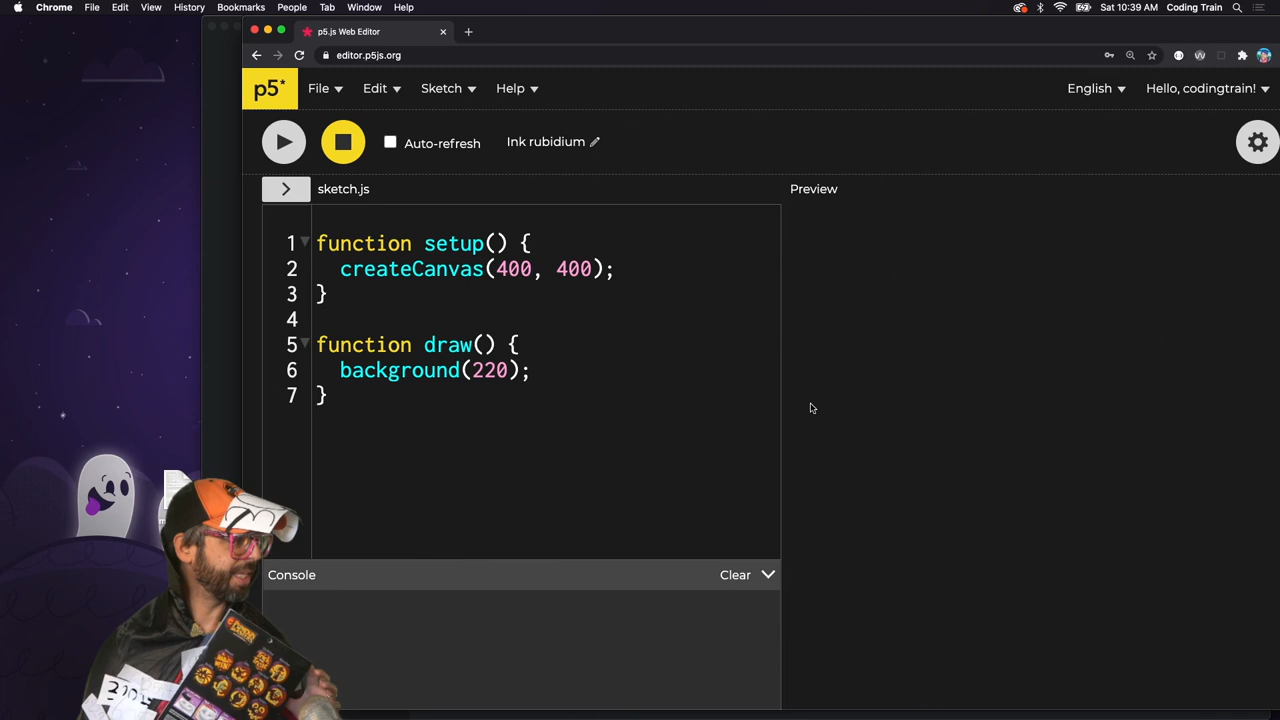 Chrome File Edit View History Bookmarks People Tab Window Help Sat 10:39 AM Coding Train
p5.js Web Editor
editor.p5js.org
p5* File Edit Sketch Help English Hello, codingtrain!
Auto-refresh Ink rubidium
sketch.js Preview
1 function setup() {
2 createCanvas(400, 400);
3 }
4
5 function draw() {
6 background(220);
7 }
Console Clear